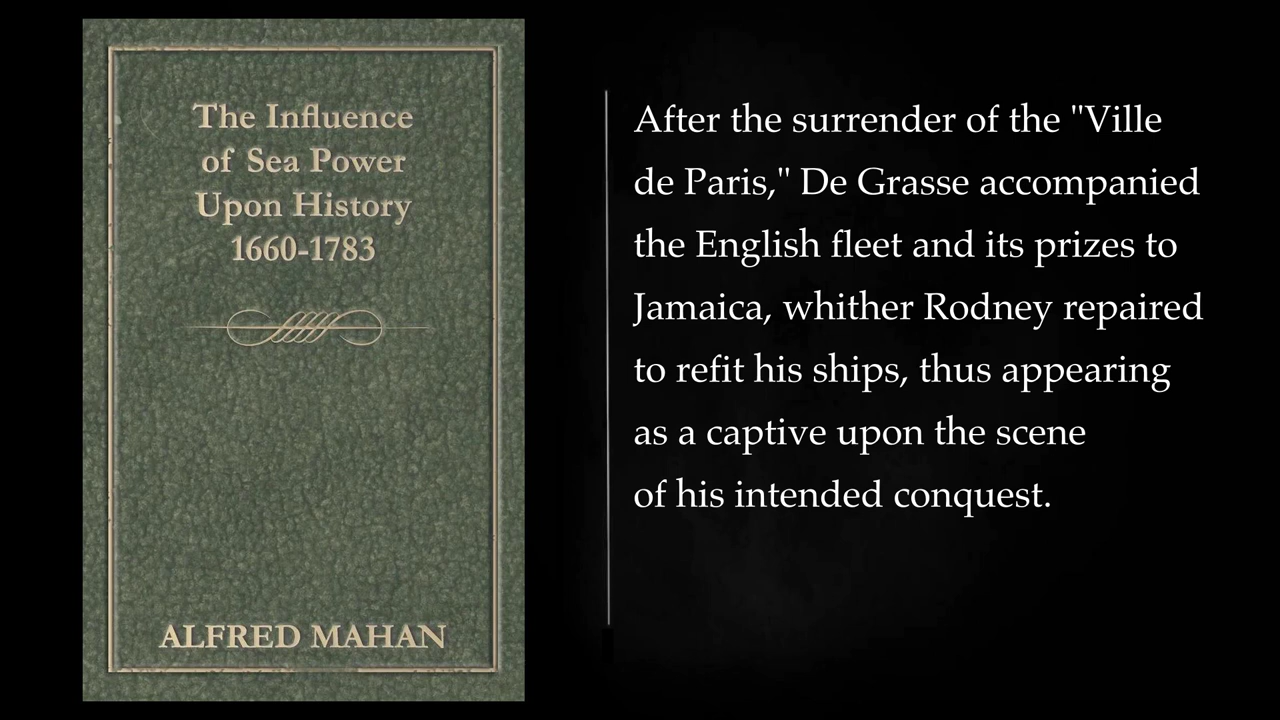 The Influence
of Sea Power
Upon History
1660-1783
ALFRED MAHAN
After the surrender of the "Ville
de Paris," De Grasse accompanied
the English fleet and its prizes to
Jamaica, whither Rodney repaired
to refit his ships, thus appearing
as a captive upon the scene
of his intended conquest.